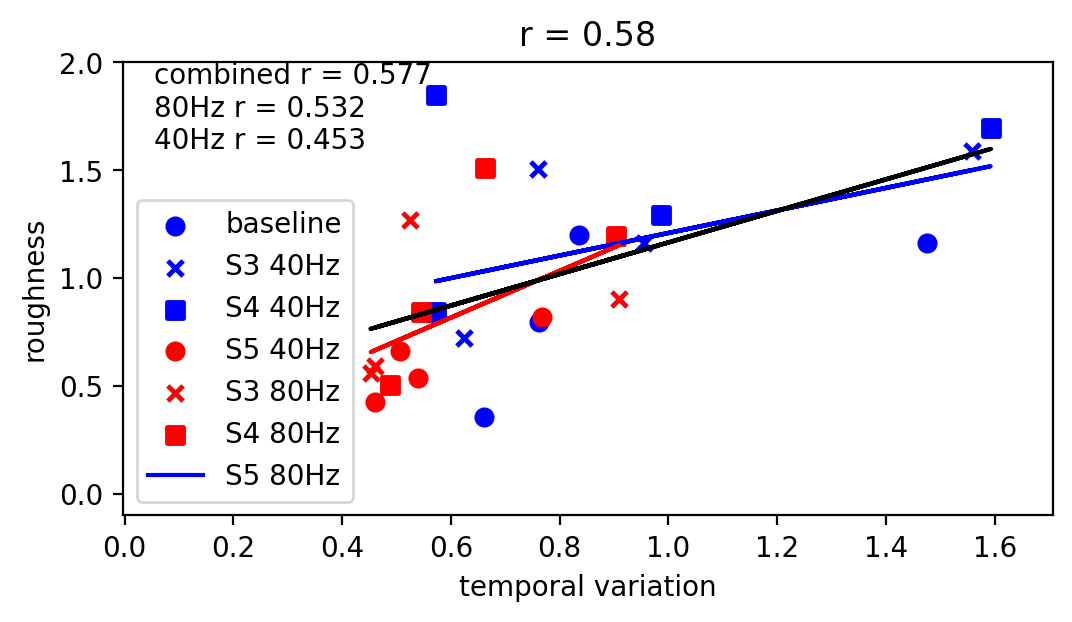 r = 0.58
combined r = 0.577
80Hz r = 0.532
40Hz r = 0.453
baseline
S3 40Hz
S4 40Hz
S5 40Hz
S3 80Hz
S4 80Hz
S5 80Hz
roughness
2.0
1.5
1.0
0.5
0.0
0.0 0.2 0.4 0.6 0.8 1.0 1.2 1.4 1.6
temporal variation